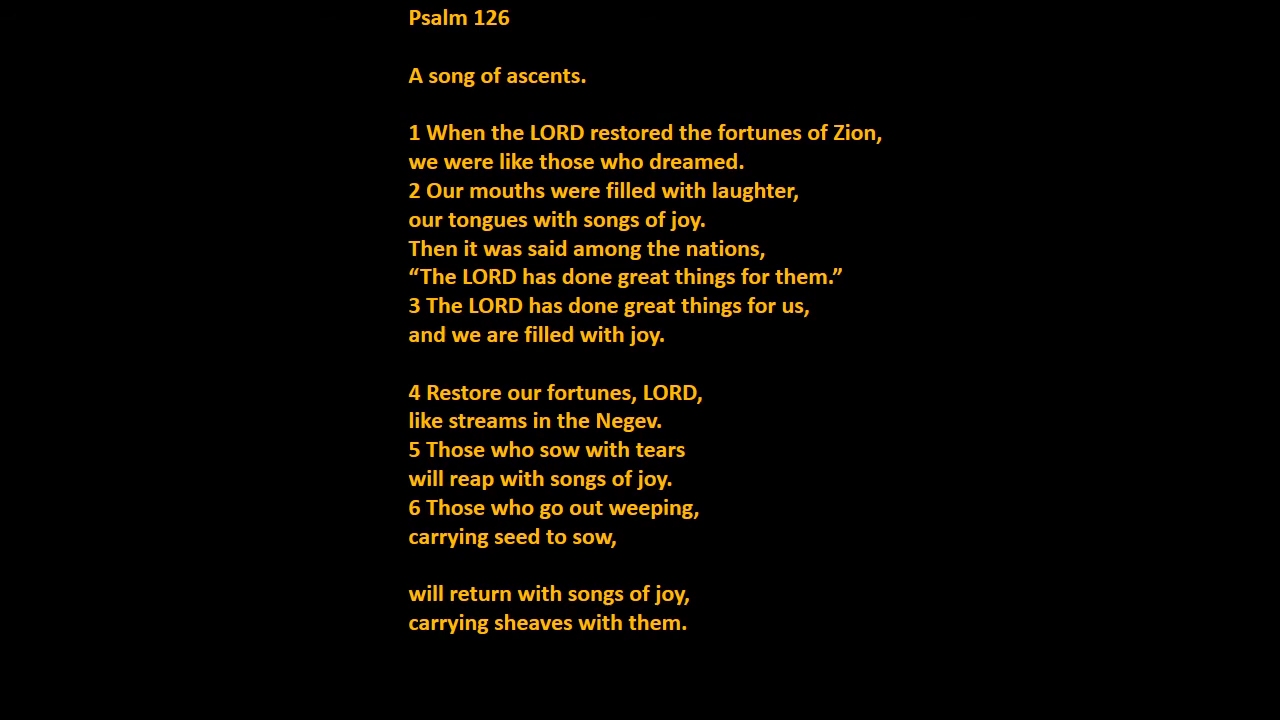 Psalm 126
A song of ascents.
1 When the LORD restored the fortunes of Zion,
we were like those who dreamed.
2 Our mouths were filled with laughter,
our tongues with songs of joy.
Then it was said among the nations,
“The LORD has done great things for them.”
3 The LORD has done great things for us,
and we are filled with joy.
4 Restore our fortunes, LORD,
like streams in the Negev.
5 Those who sow with tears
will reap with songs of joy.
6 Those who go out weeping,
carrying seed to sow,
will return with songs of joy,
carrying sheaves with them.